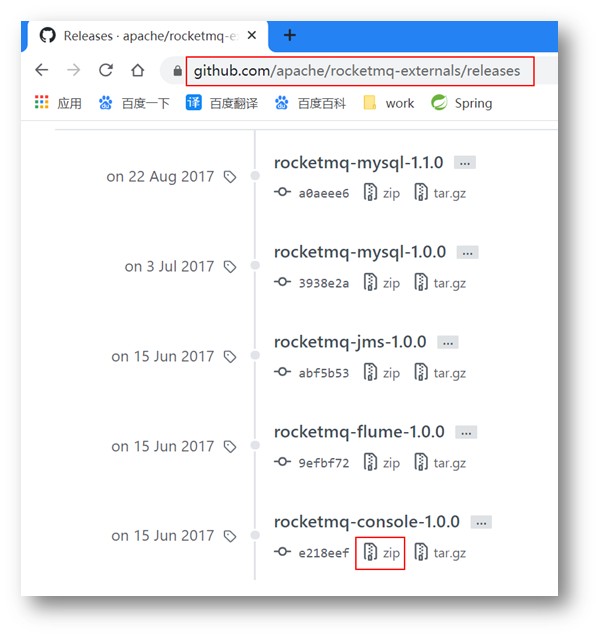 Releases · apache/rocketmq-e
github.com/apache/rocketmq-externals/releases
应用 百度一下 译 百度翻译 百度百科 work Spring
rocketmq-mysql-1.1.0 ...
on 22 Aug 2017
a0aeee6 zip tar.gz
rocketmq-mysql-1.0.0 ...
on 3 Jul 2017
3938e2a zip tar.gz
rocketmq-jms-1.0.0 ...
on 15 Jun 2017
abf5b53 zip tar.gz
rocketmq-flume-1.0.0 ...
on 15 Jun 2017
9efbf72 zip tar.gz
rocketmq-console-1.0.0 ...
on 15 Jun 2017
e218eef zip tar.gz